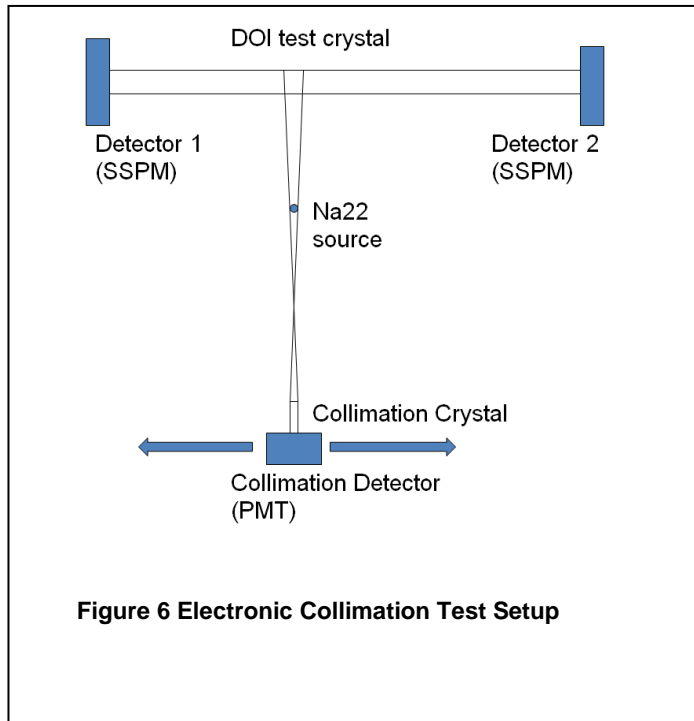 DOI test crystal
Detector 1
(SSPM)
Detector 2
(SSPM)
Na22
source
Collimation Crystal
Collimation Detector
(PMT)
Figure 6 Electronic Collimation Test Setup